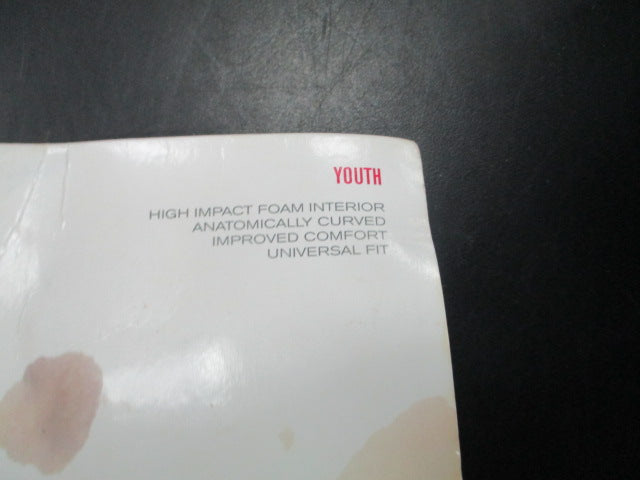 YOUTH
HIGH IMPACT FOAM INTERIOR
ANATOMICALLY CURVED
IMPROVED COMFORT
UNIVERSAL FIT